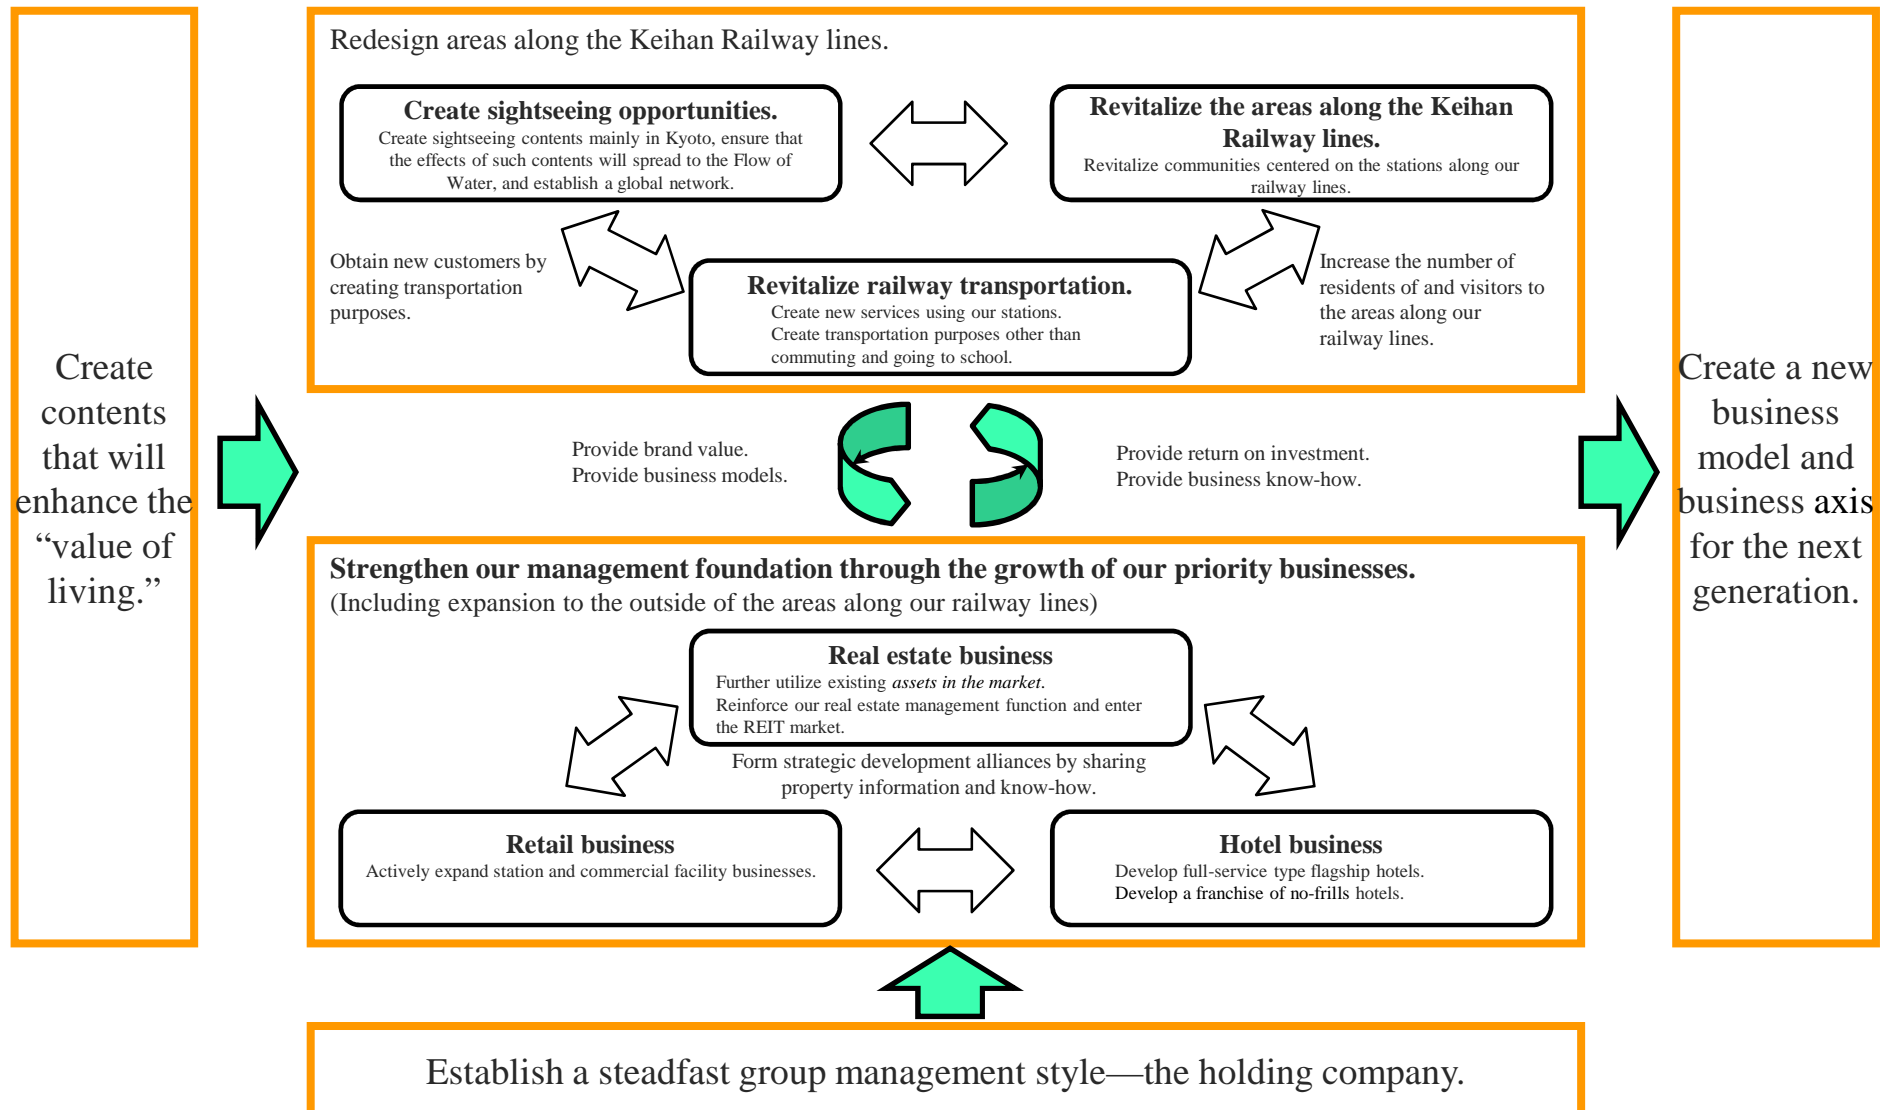 Redesign areas along the Keihan Railway lines.
Create sightseeing opportunities.
Create sightseeing contents mainly in Kyoto, ensure that
the effects of such contents will spread to the Flow of
Water, and establish a global network.
Revitalize the areas along the Keihan
Railway lines.
Revitalize communities centered on the stations along our
railway lines.
Obtain new customers by
creating transportation
purposes.
Revitalize railway transportation.
Create new services using our stations.
Create transportation purposes other than
commuting and going to school.
Increase the number of
residents of and visitors to
the areas along our
railway lines.
Create
contents
that will
enhance the
“value of
living.”
Provide brand value.
Provide business models.
Provide return on investment.
Provide business know-how.
Create a new
business
model and
business axis
for the next
generation.
Strengthen our management foundation through the growth of our priority businesses.
(Including expansion to the outside of the areas along our railway lines)
Real estate business
Further utilize existing assets in the market.
Reinforce our real estate management function and enter
the REIT market.
Form strategic development alliances by sharing
property information and know-how.
Retail business
Actively expand station and commercial facility businesses.
Hotel business
Develop full-service type flagship hotels.
Develop a franchise of no-frills hotels.
Establish a steadfast group management style—the holding company.